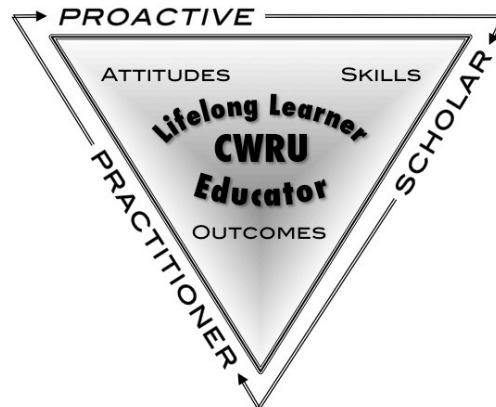 PROACTIVE
ATTITUDES SKILLS
Lifelong Learner
CWRU
Educator
OUTCOMES
PRACTITIONER
SCHOLAR